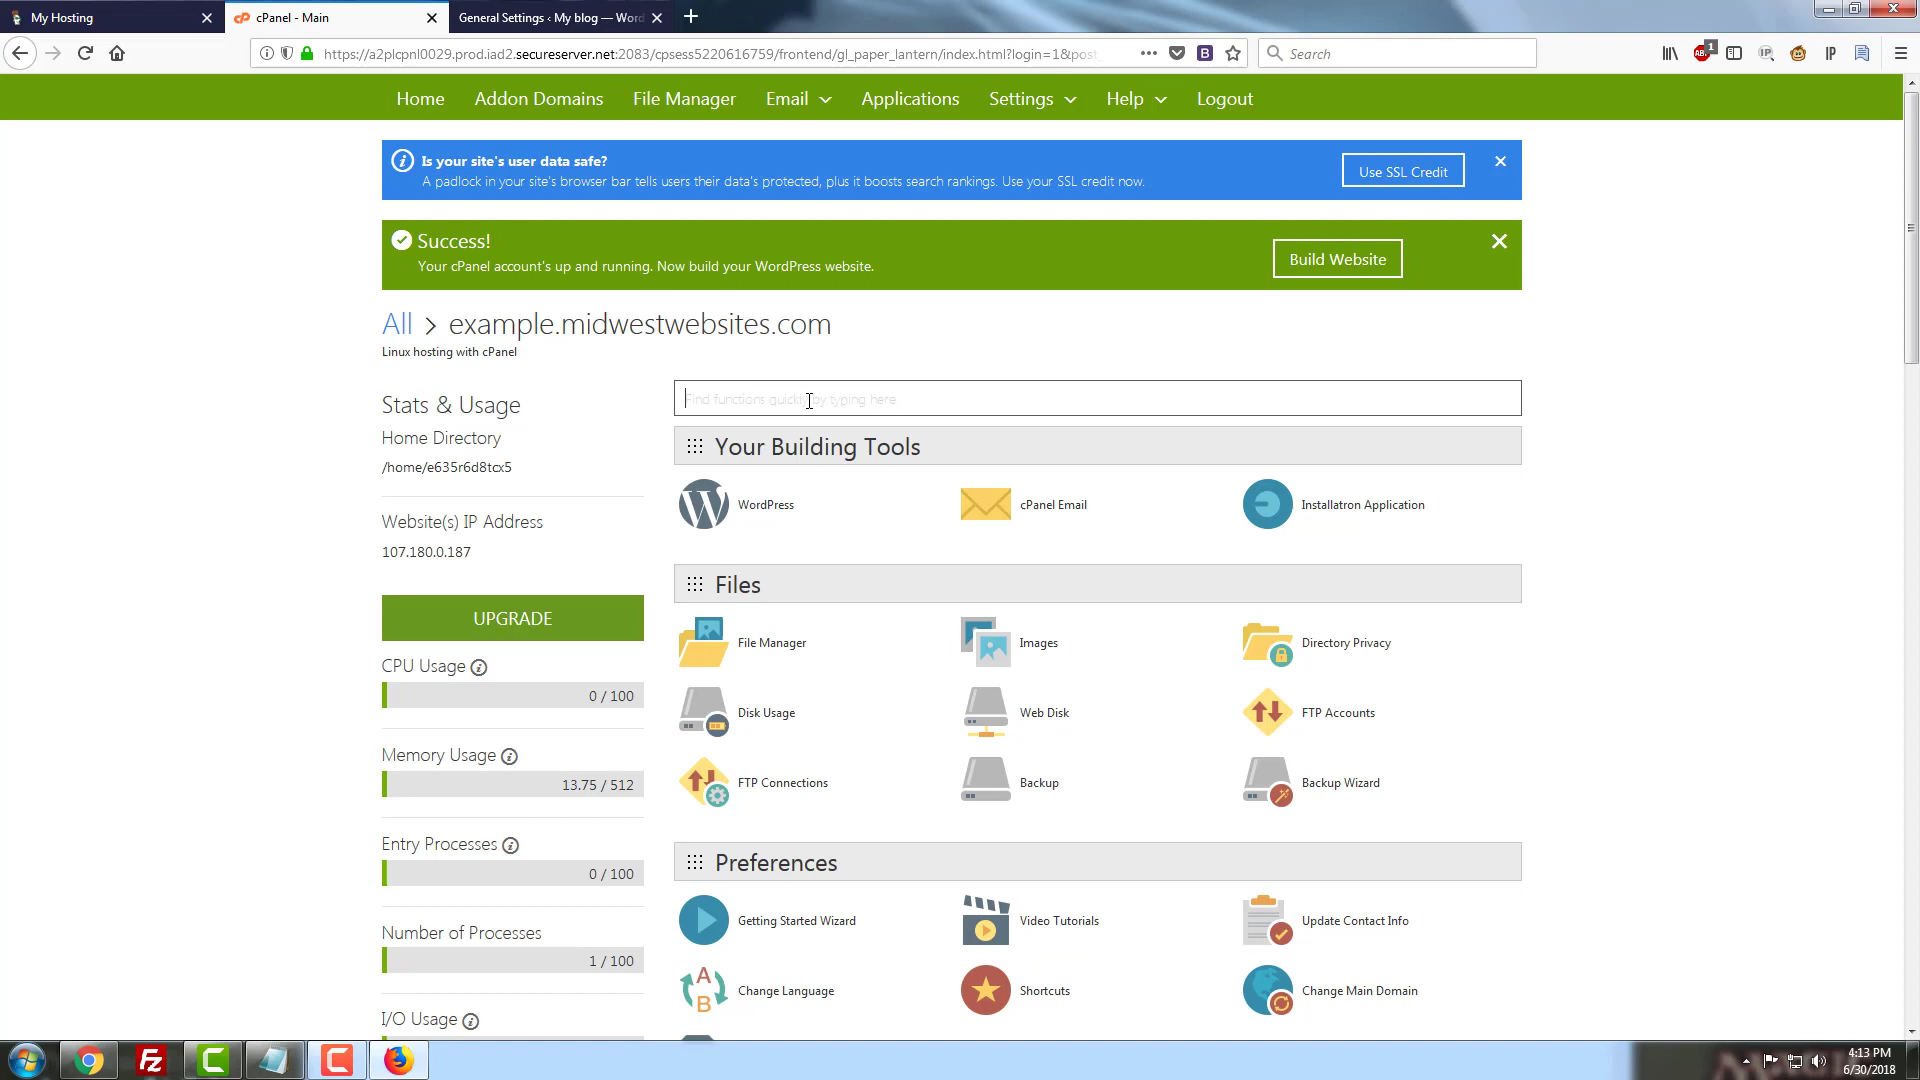 My Hosting
cPanel - Main
General Settings ‹ My blog — Word
https://a2plcpnl0029.prod.iad2.secureserver.net:2083/cpsess5220616759/frontend/gl_paper_lantern/index.html?login=1&post_
Search
Home Addon Domains File Manager Email Applications Settings Help Logout
Is your site's user data safe?
A padlock in your site's browser bar tells users their data's protected, plus it boosts search rankings. Use your SSL credit now.
Use SSL Credit
Success!
Your cPanel account's up and running. Now build your WordPress website.
Build Website
All > example.midwestwebsites.com
Linux hosting with cPanel
Stats & Usage
Home Directory
/home/e635r6d8tcx5
Website(s) IP Address
107.180.0.187
UPGRADE
CPU Usage
0 / 100
Memory Usage
13.75 / 512
Entry Processes
0 / 100
Number of Processes
1 / 100
I/O Usage
Find functions quickly by typing here.
Your Building Tools
WordPress cPanel Email Installatron Application
Files
File Manager Images Directory Privacy
Disk Usage Web Disk FTP Accounts
FTP Connections Backup Backup Wizard
Preferences
Getting Started Wizard Video Tutorials Update Contact Info
Change Language Shortcuts Change Main Domain
4:13 PM
6/30/2018